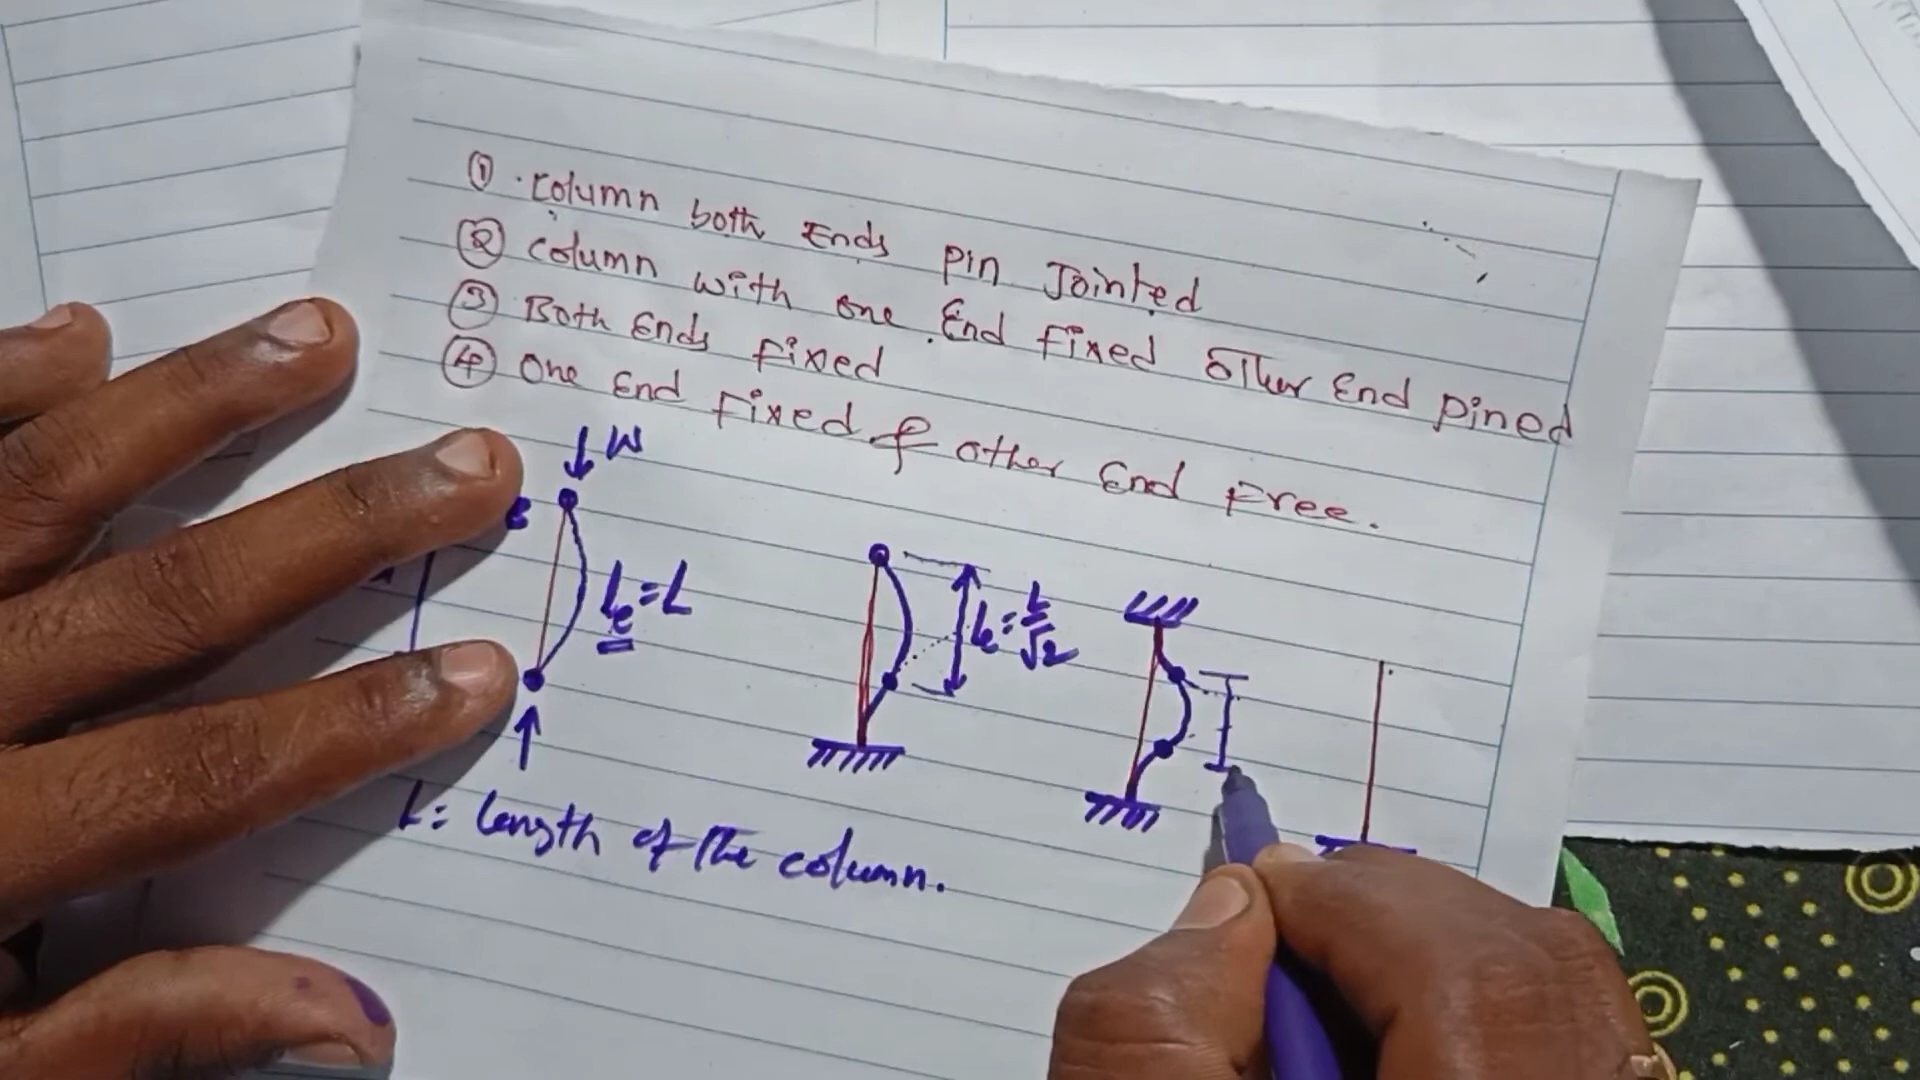 ① Column both Ends Pin Jointed
② Column with one End fixed other End pined
③ Both Ends fixed
④ One End Fixed & other End Free.
W
B
A
Le = L
Le = L/√2
L = Length of the column.